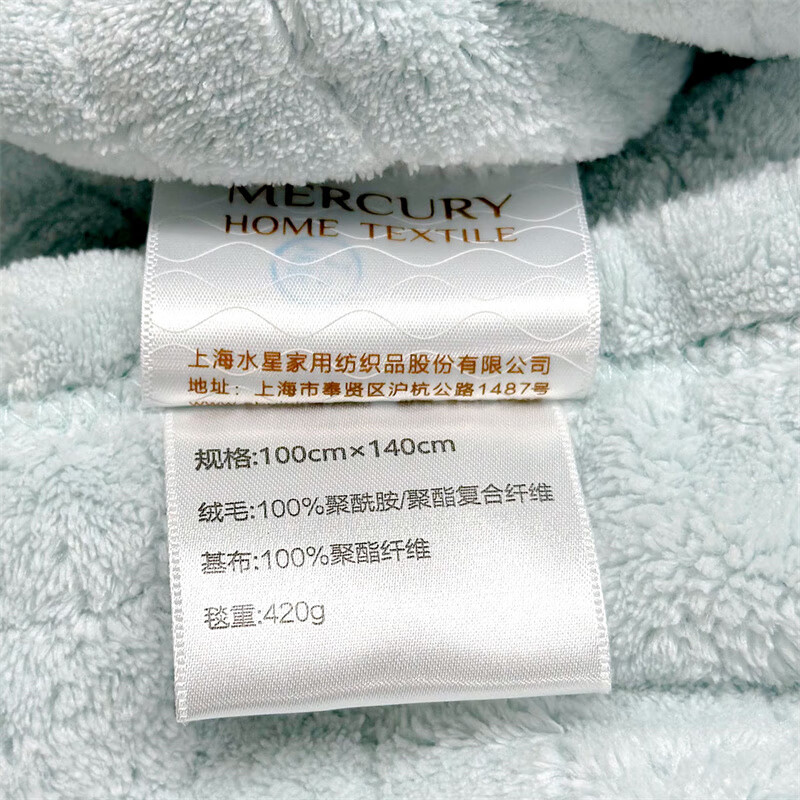 MERCURY
HOME TEXTILE
上海水星家用纺织品股份有限公司
地址：上海市奉贤区沪杭公路1487号
规格:100cm×140cm
绒毛:100%聚酰胺/聚酯复合纤维
基布:100%聚酯纤维
毯重:420g